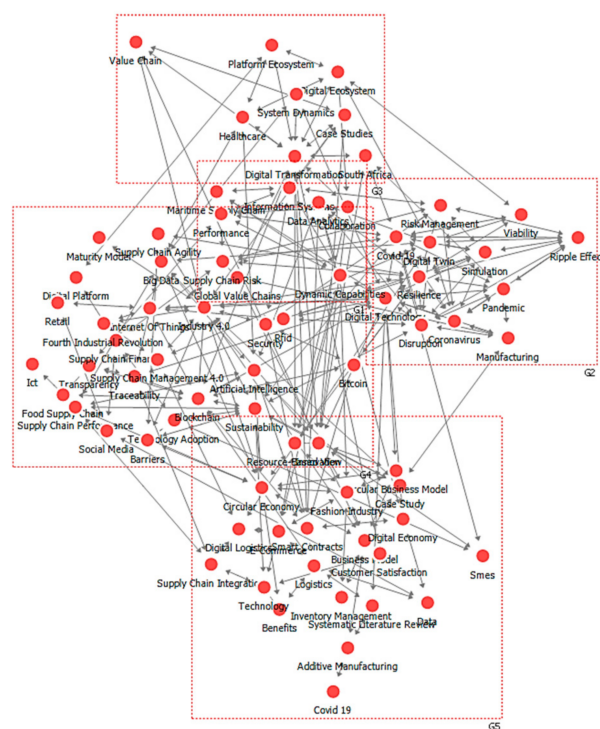 Value Chain
Platform Ecosystem
Digital Ecosystem
System Dynamics
Healthcare
Case Studies
Digital Transformation
South Africa
G3
Maritime Supply Chain
Information Systems
Data Analytics
Collaboration
Performance
Risk Management
Viability
Ripple Effect
Covid 19
Digital Twin
Simulation
Maturity Model
Supply Chain Agility
Big Data
Supply Chain Risk
Dynamic Capabilities
Resilience
Pandemic
Digital Platform
Global Value Chains
G1
Digital Technology
Retail
Internet Of Things
Industry 4.0
Security
Rfid
Disruption
Coronavirus
Manufacturing
Fourth Industrial Revolution
Supply Chain Finance
G2
Ict
Transparency
Supply Chain Management 4.0
Traceability
Artificial Intelligence
Bitcoin
Food Supply Chain
Supply Chain Performance
Blockchain
Sustainability
Social Media
Technology Adoption
Barriers
Resource-Based View
G4
Circular Business Model
Circular Economy
Fashion Industry
Case Study
Digital Economy
Digital Logistics
Smart Contracts
E-Commerce
Business Model
Customer Satisfaction
Smes
Supply Chain Integration
Logistics
Technology
Benefits
Inventory Management
Systematic Literature Review
Data
Additive Manufacturing
Covid 19
G5